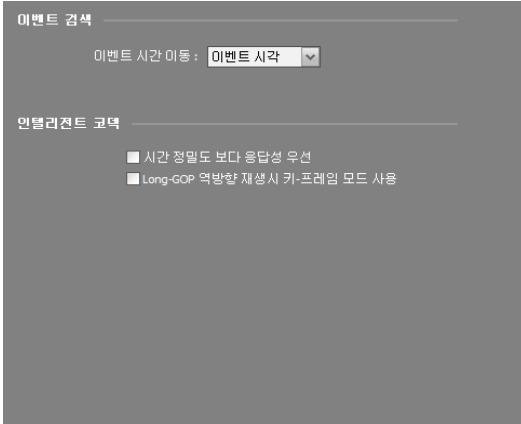 이벤트 검색
이벤트 시간 이동 : 이벤트 시각
인텔리전트 코덱
시간 정밀도 보다 응답성 우선
Long-GOP 역방향 재생시 키-프레임 모드 사용